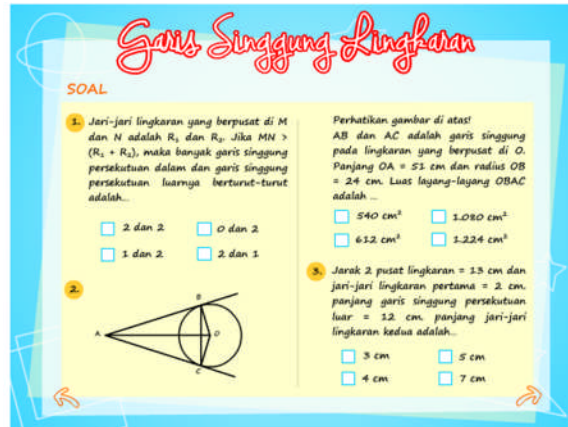 Garis Singgung Lingkaran
SOAL
1. Jari-jari lingkaran yang berpusat di M
dan N adalah R₁ dan R₂. Jika MN >
(R₁ + R₂), maka banyak garis singgung
persekutuan dalam dan garis singgung
persekutuan luarnya berturut-turut
adalah...
2 dan 2
0 dan 2
1 dan 2
2 dan 1
2.
B
A
O
C
Perhatikan gambar di atas!
AB dan AC adalah garis singgung
pada lingkaran yang berpusat di O.
Panjang OA = 51 cm dan radius OB
= 24 cm. Luas layang-layang OBAC
adalah ...
540 cm²
1.080 cm²
612 cm²
1.224 cm²
3. Jarak 2 pusat lingkaran = 13 cm dan
jari-jari lingkaran pertama = 2 cm.
panjang garis singgung persekutuan
luar = 12 cm. panjang jari-jari
lingkaran kedua adalah...
3 cm
5 cm
4 cm
7 cm